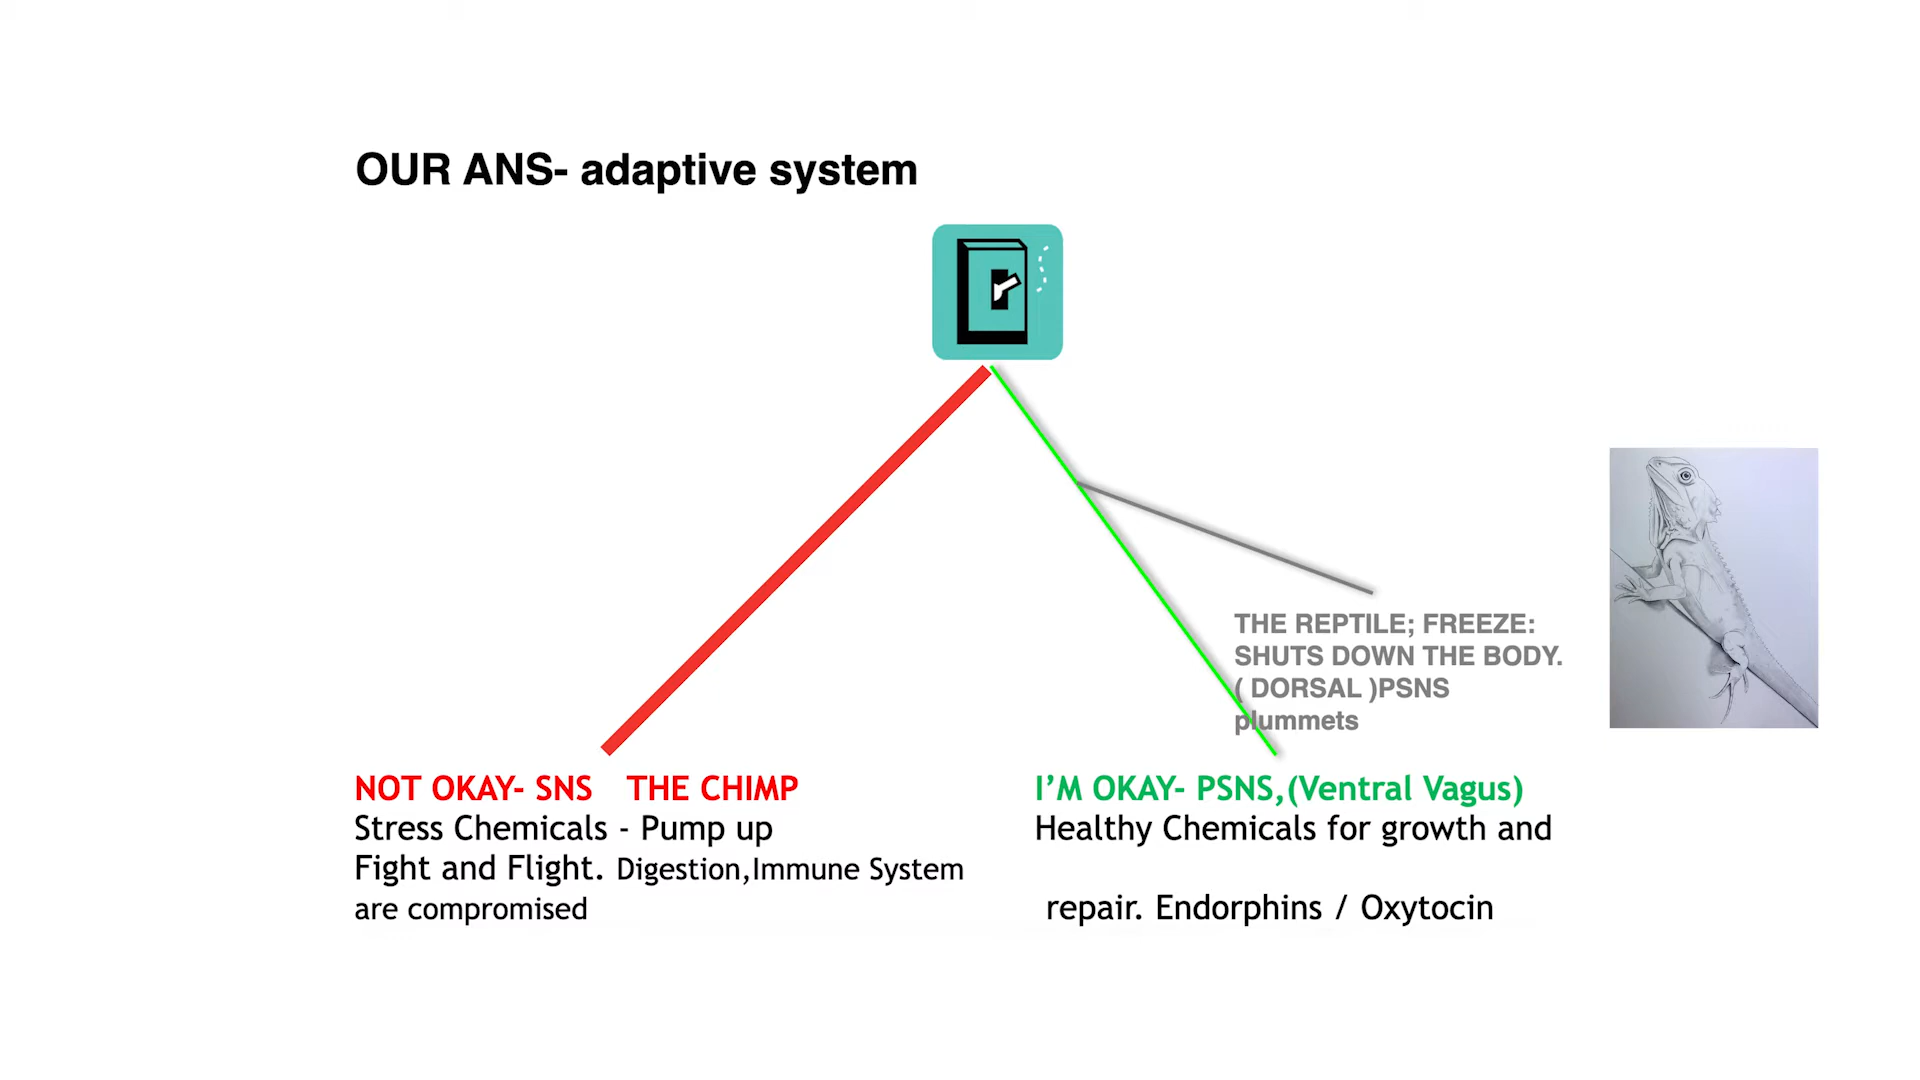 OUR ANS- adaptive system
THE REPTILE; FREEZE:
SHUTS DOWN THE BODY.
( DORSAL )PSNS
plummets
NOT OKAY- SNS THE CHIMP
Stress Chemicals - Pump up
Fight and Flight. Digestion,Immune System
are compromised
I’M OKAY- PSNS,(Ventral Vagus)
Healthy Chemicals for growth and
repair. Endorphins / Oxytocin